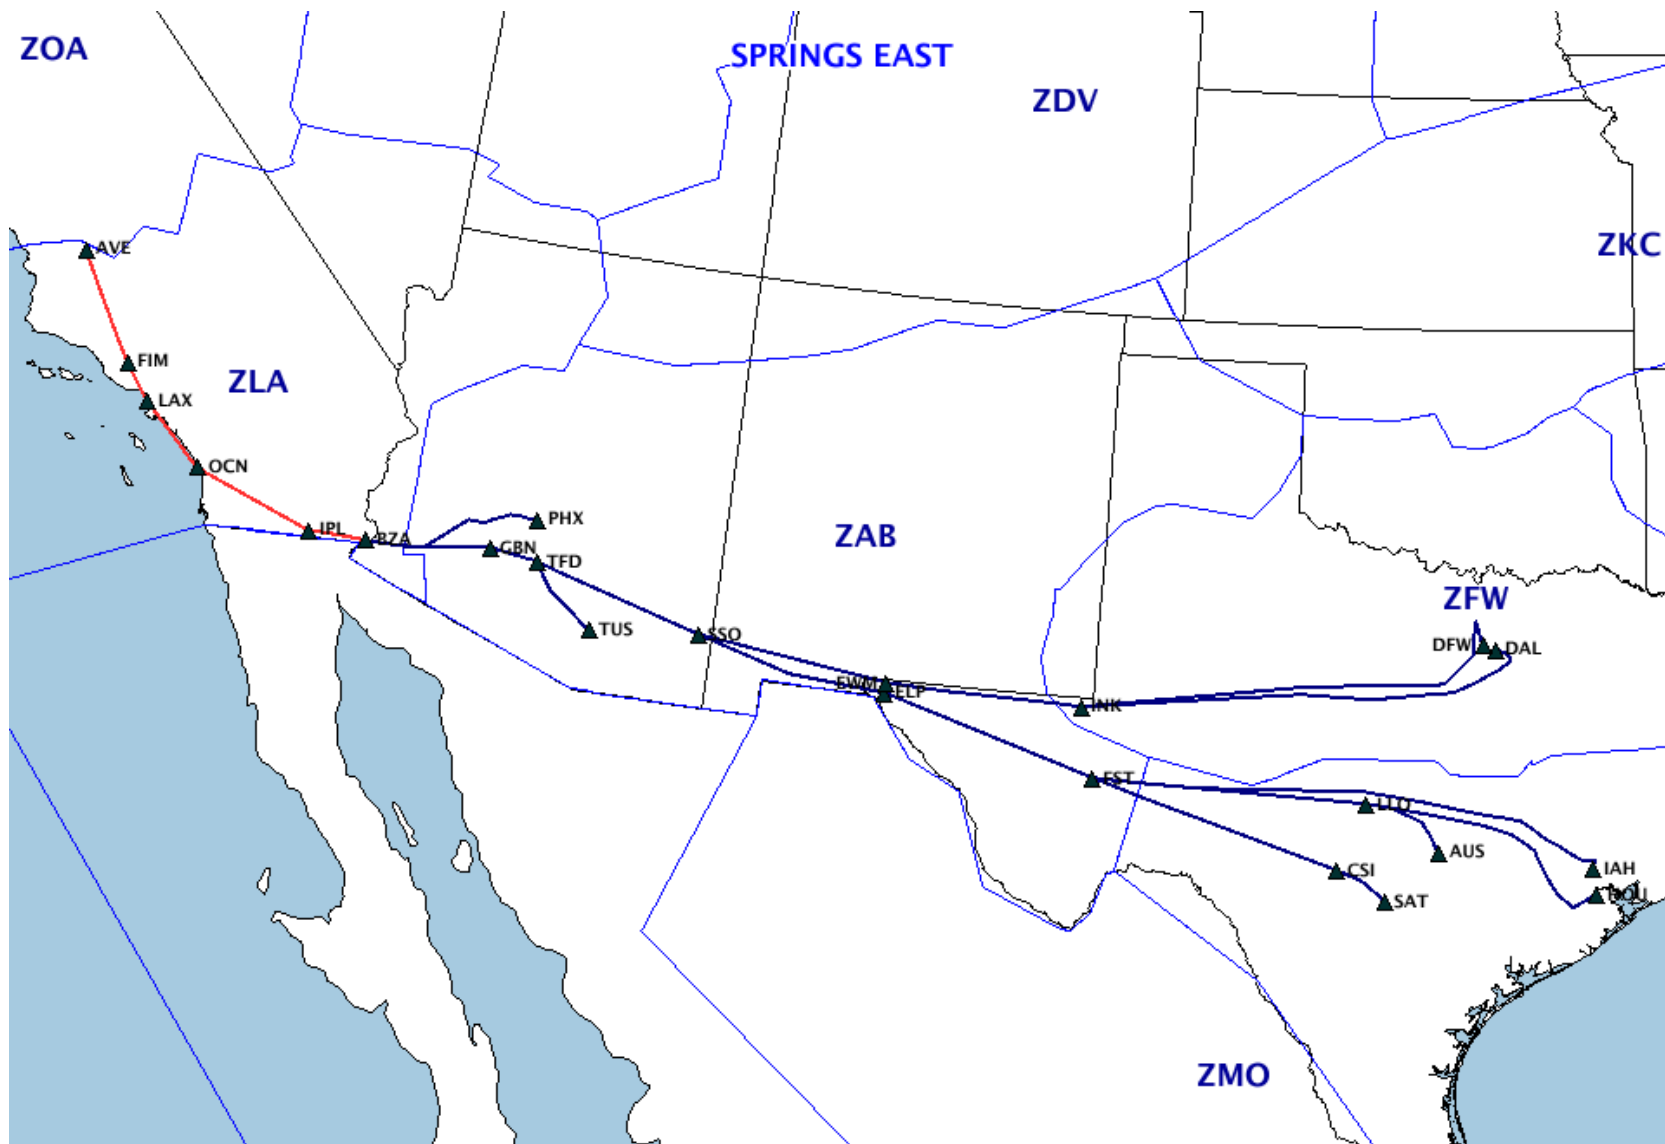 ZOA
SPRINGS EAST
ZDV
ZKC
AVE
FIM
ZLA
LAX
OCN
IPL
BZA
PHX
GBN
TFD
ZAB
TUS
SSO
ZFW
DFW
DAL
EWM
ELP
INK
FST
LLO
AUS
CSI
IAH
HOU
SAT
ZMO